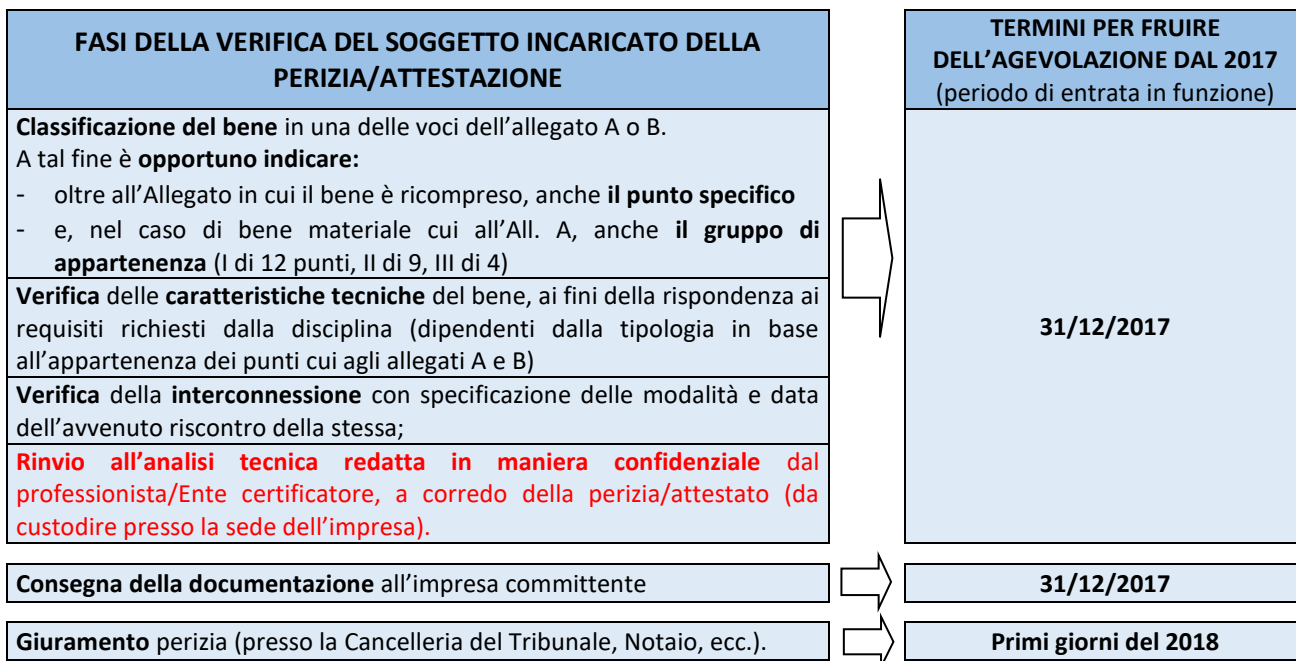 FASI DELLA VERIFICA DEL SOGGETTO INCARICATO DELLA
PERIZIA/ATTESTAZIONE
TERMINI PER FRUIRE
DELL’AGEVOLAZIONE DAL 2017
(periodo di entrata in funzione)
Classificazione del bene in una delle voci dell’allegato A o B.
A tal fine è opportuno indicare:
- oltre all’Allegato in cui il bene è ricompreso, anche il punto specifico
- e, nel caso di bene materiale cui all’All. A, anche il gruppo di
appartenenza (I di 12 punti, II di 9, III di 4)
Verifica delle caratteristiche tecniche del bene, ai fini della rispondenza ai
requisiti richiesti dalla disciplina (dipendenti dalla tipologia in base
all’appartenenza dei punti cui agli allegati A e B)
Verifica della interconnessione con specificazione delle modalità e data
dell’avvenuto riscontro della stessa;
Rinvio all’analisi tecnica redatta in maniera confidenziale dal
professionista/Ente certificatore, a corredo della perizia/attestato (da
custodire presso la sede dell’impresa).
31/12/2017
Consegna della documentazione all’impresa committente
31/12/2017
Giuramento perizia (presso la Cancelleria del Tribunale, Notaio, ecc.).
Primi giorni del 2018